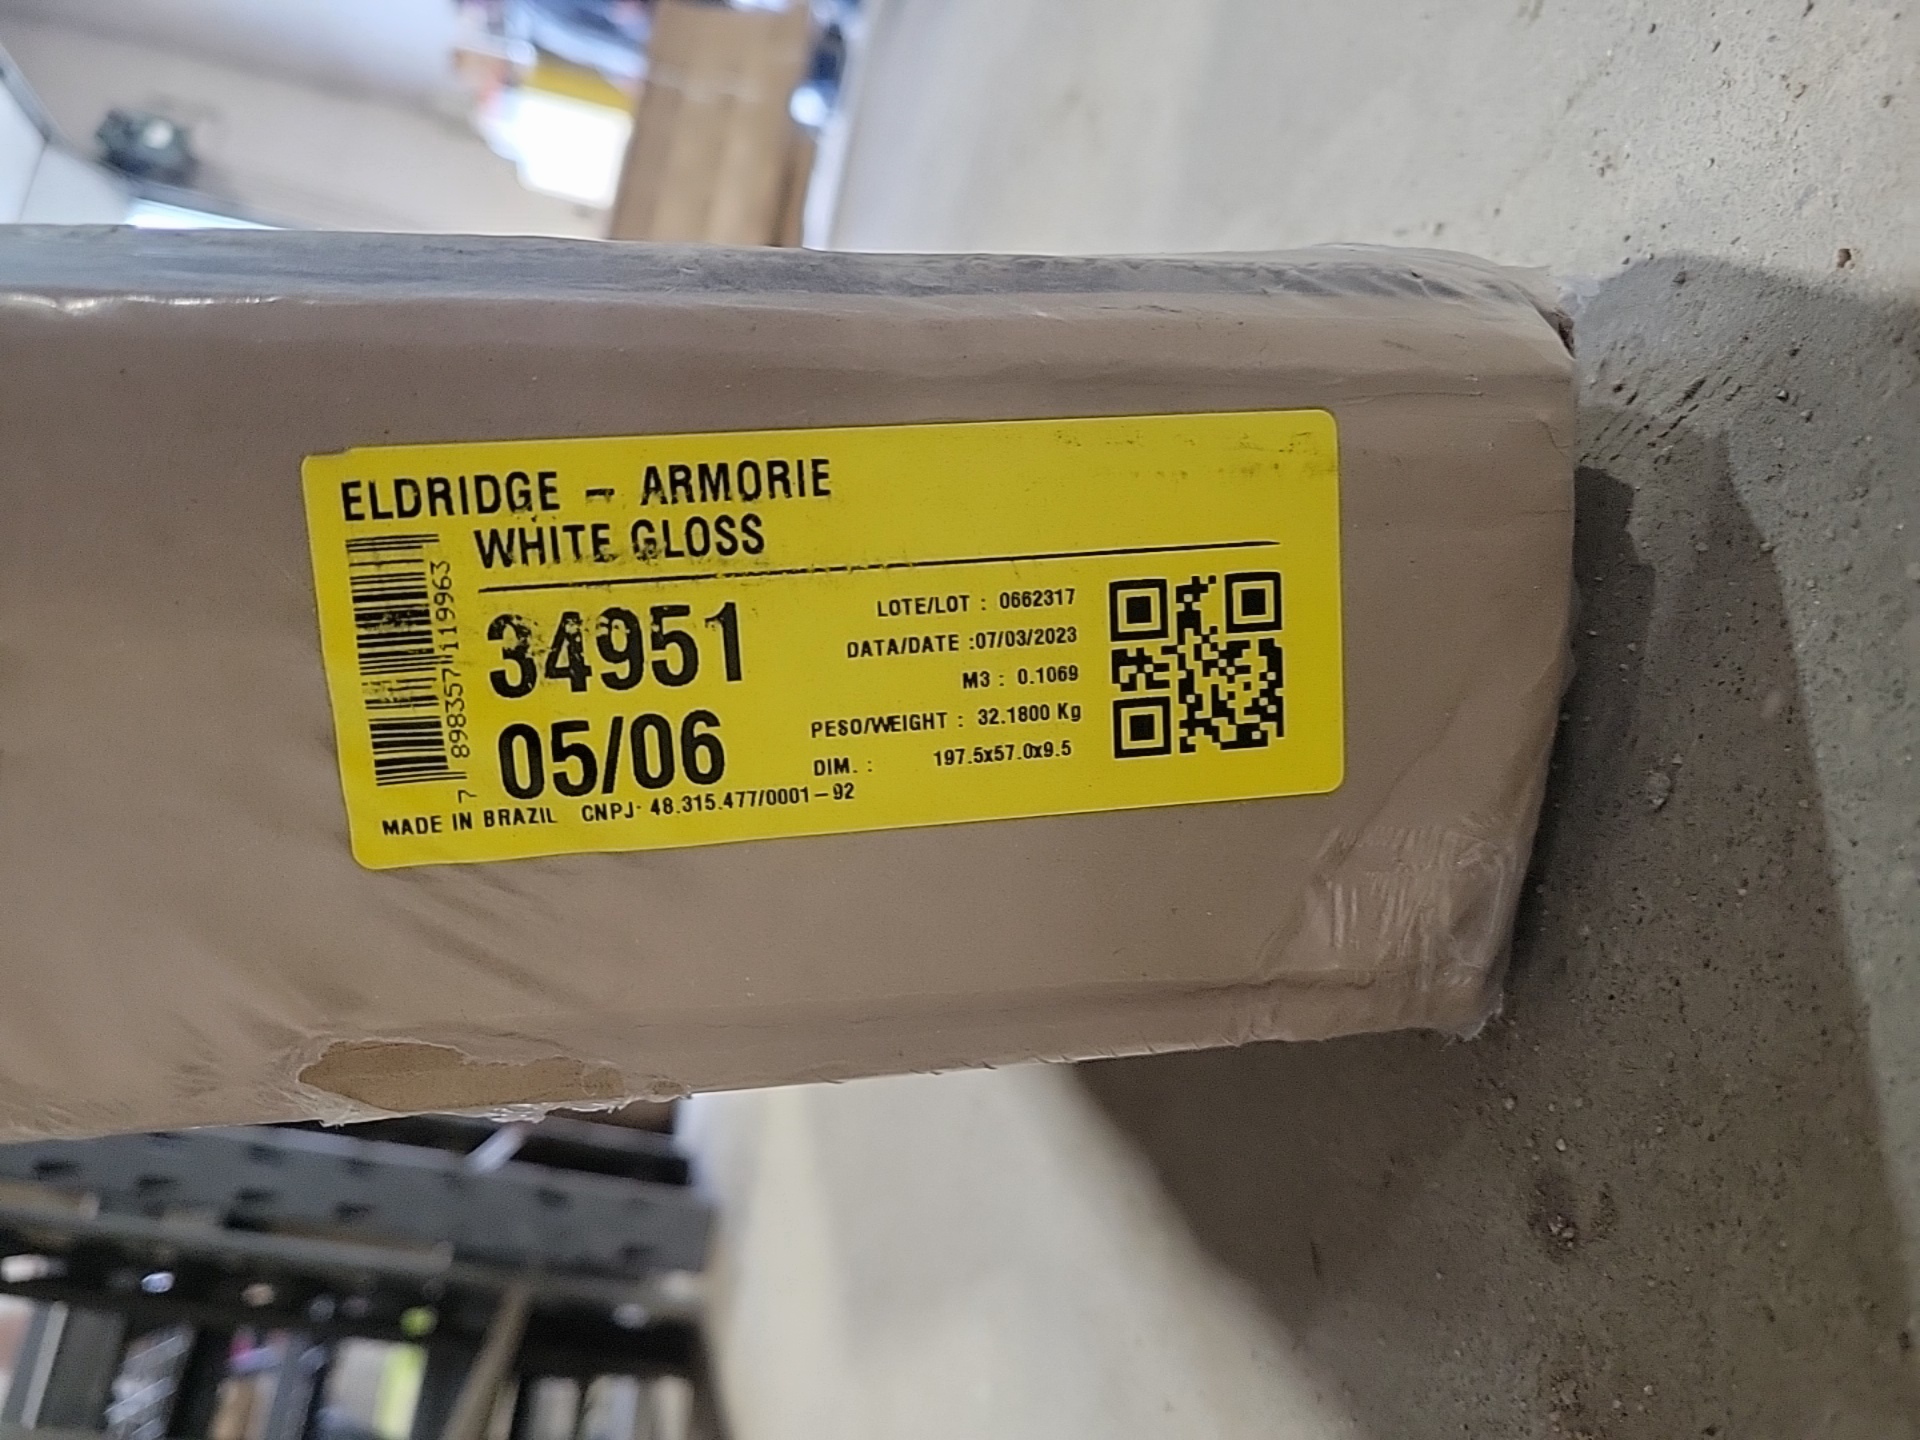 ELDRIDGE - ARMORIE
WHITE GLOSS
7 898357 119963
34951
05/06
LOTE/LOT : 0662317
DATA/DATE :07/03/2023
M3 : 0.1069
PESO/WEIGHT : 32.1800 Kg
DIM. : 197.5x57.0x9.5
MADE IN BRAZIL CNPJ: 48.315.477/0001-92